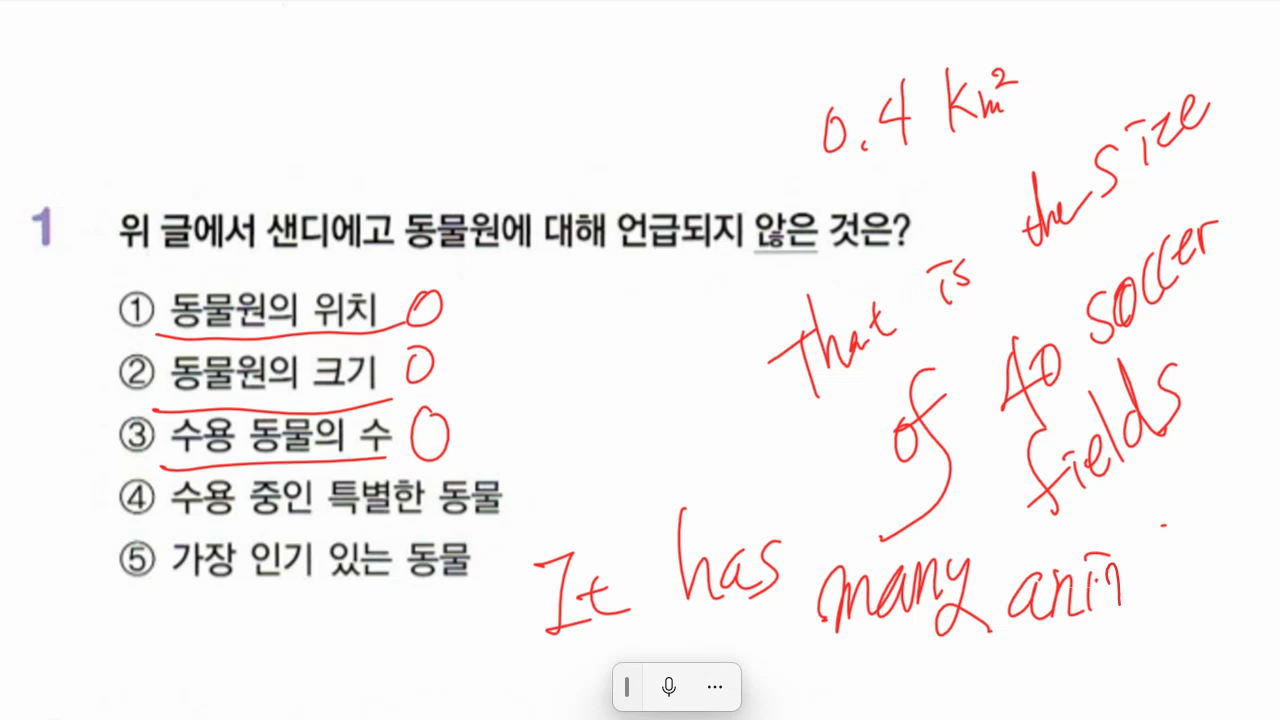 0.4 Km²
1 위 글에서 샌디에고 동물원에 대해 언급되지 않은 것은?
① 동물원의 위치 O
② 동물원의 크기 O
③ 수용 동물의 수 O
④ 수용 중인 특별한 동물
⑤ 가장 인기 있는 동물
that is the size
of 40 soccer
fields
It has many anim